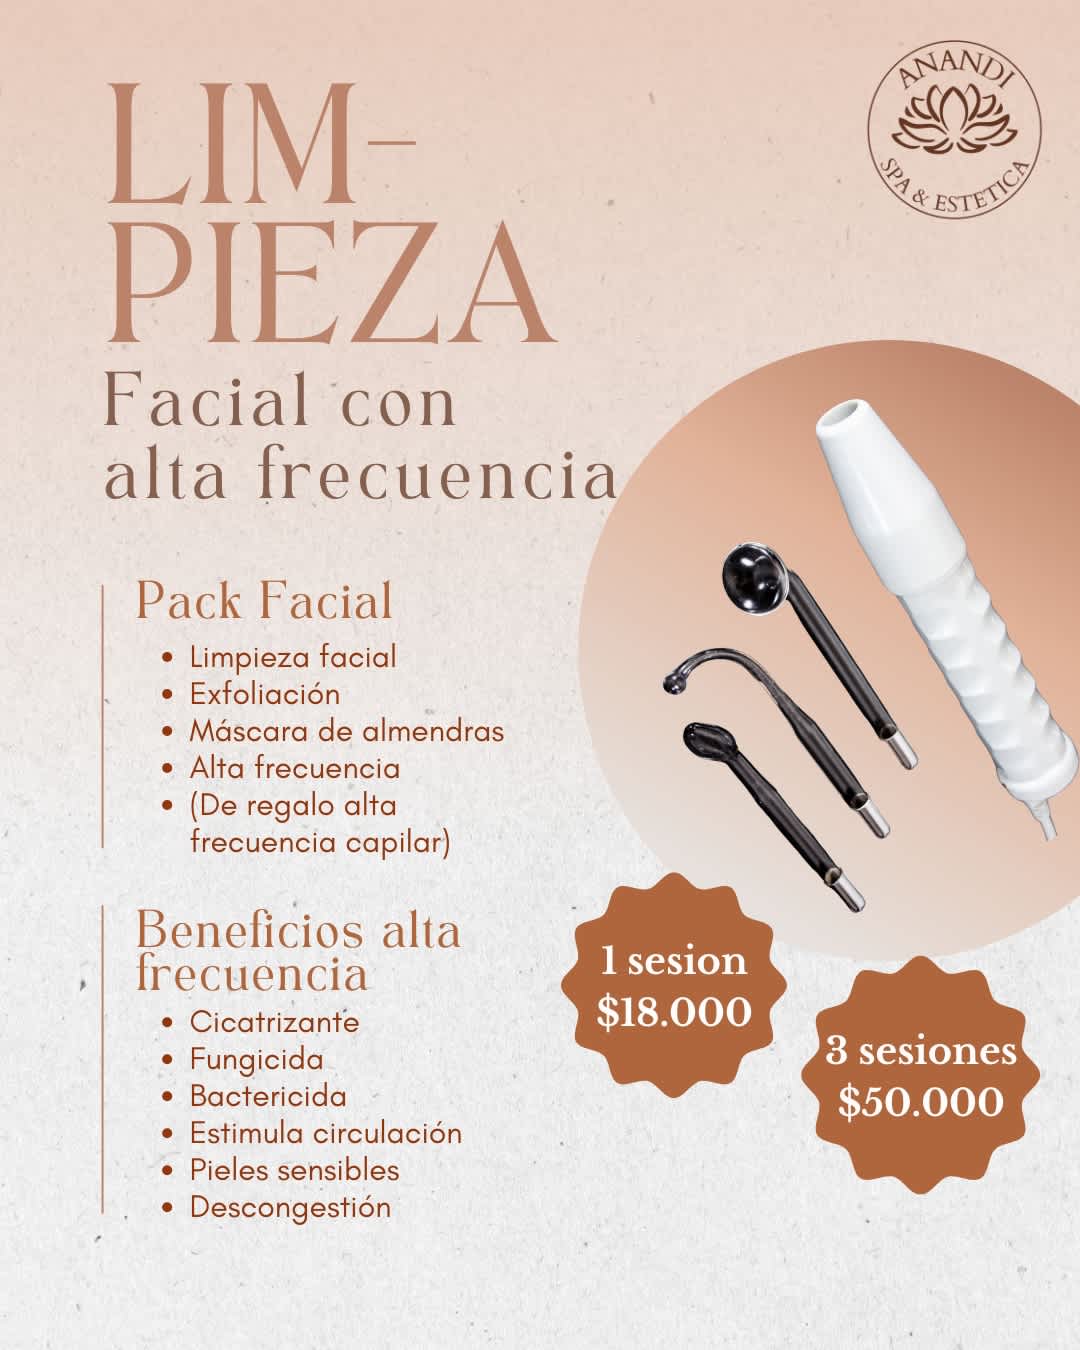 LIM-
PIEZA
Facial con
alta frecuencia
ANANDI
SPA & ESTETICA
Pack Facial
• Limpieza facial
• Exfoliación
• Máscara de almendras
• Alta frecuencia
• (De regalo alta
frecuencia capilar)
Beneficios alta
frecuencia
• Cicatrizante
• Fungicida
• Bactericida
• Estimula circulación
• Pieles sensibles
• Descongestión
1 sesion
$18.000
3 sesiones
$50.000